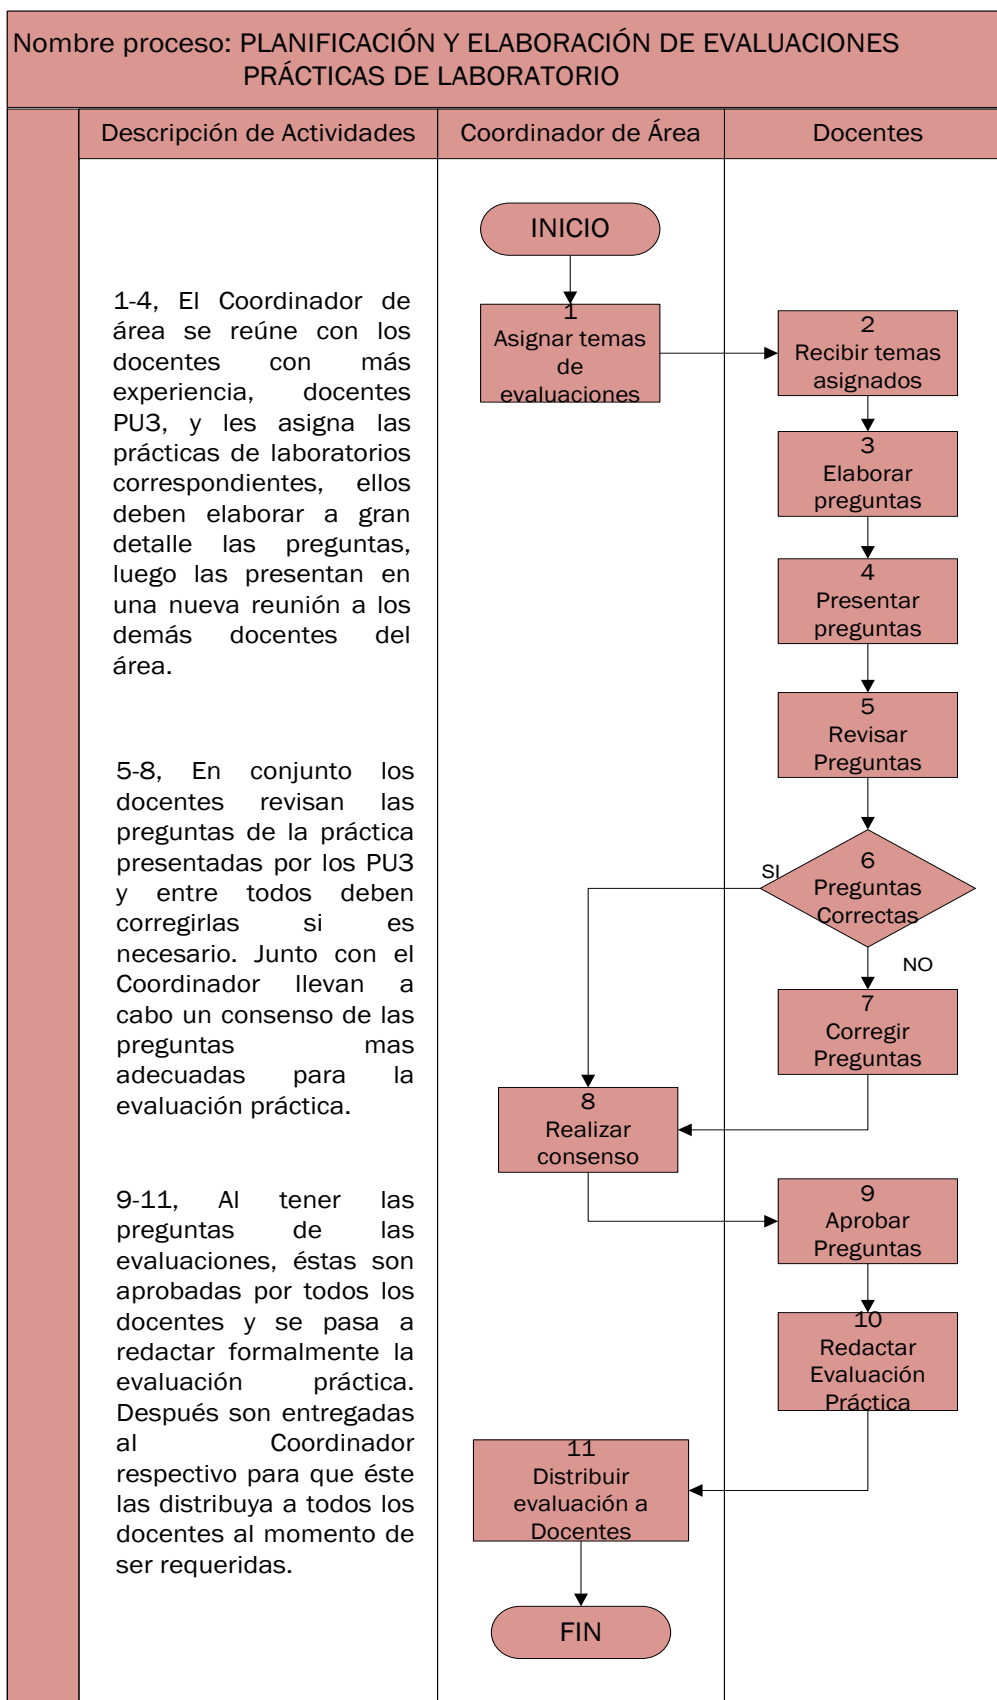 Nombre proceso: PLANIFICACIÓN Y ELABORACIÓN DE EVALUACIONES
PRÁCTICAS DE LABORATORIO
Descripción de Actividades
Coordinador de Área
Docentes
1-4, El Coordinador de
área se reúne con los
docentes con más
experiencia, docentes
PU3, y les asigna las
prácticas de laboratorios
correspondientes, ellos
deben elaborar a gran
detalle las preguntas,
luego las presentan en
una nueva reunión a los
demás docentes del
área.
5-8, En conjunto los
docentes revisan las
preguntas de la práctica
presentadas por los PU3
y entre todos deben
corregirlas si es
necesario. Junto con el
Coordinador llevan a
cabo un consenso de las
preguntas mas
adecuadas para la
evaluación práctica.
9-11, Al tener las
preguntas de las
evaluaciones, éstas son
aprobadas por todos los
docentes y se pasa a
redactar formalmente la
evaluación práctica.
Después son entregadas
al Coordinador
respectivo para que éste
las distribuya a todos los
docentes al momento de
ser requeridas.
INICIO
1
Asignar temas
de
evaluaciones
2
Recibir temas
asignados
3
Elaborar
preguntas
4
Presentar
preguntas
5
Revisar
Preguntas
6
Preguntas
Correctas
SI
NO
7
Corregir
Preguntas
8
Realizar
consenso
9
Aprobar
Preguntas
10
Redactar
Evaluación
Práctica
11
Distribuir
evaluación a
Docentes
FIN